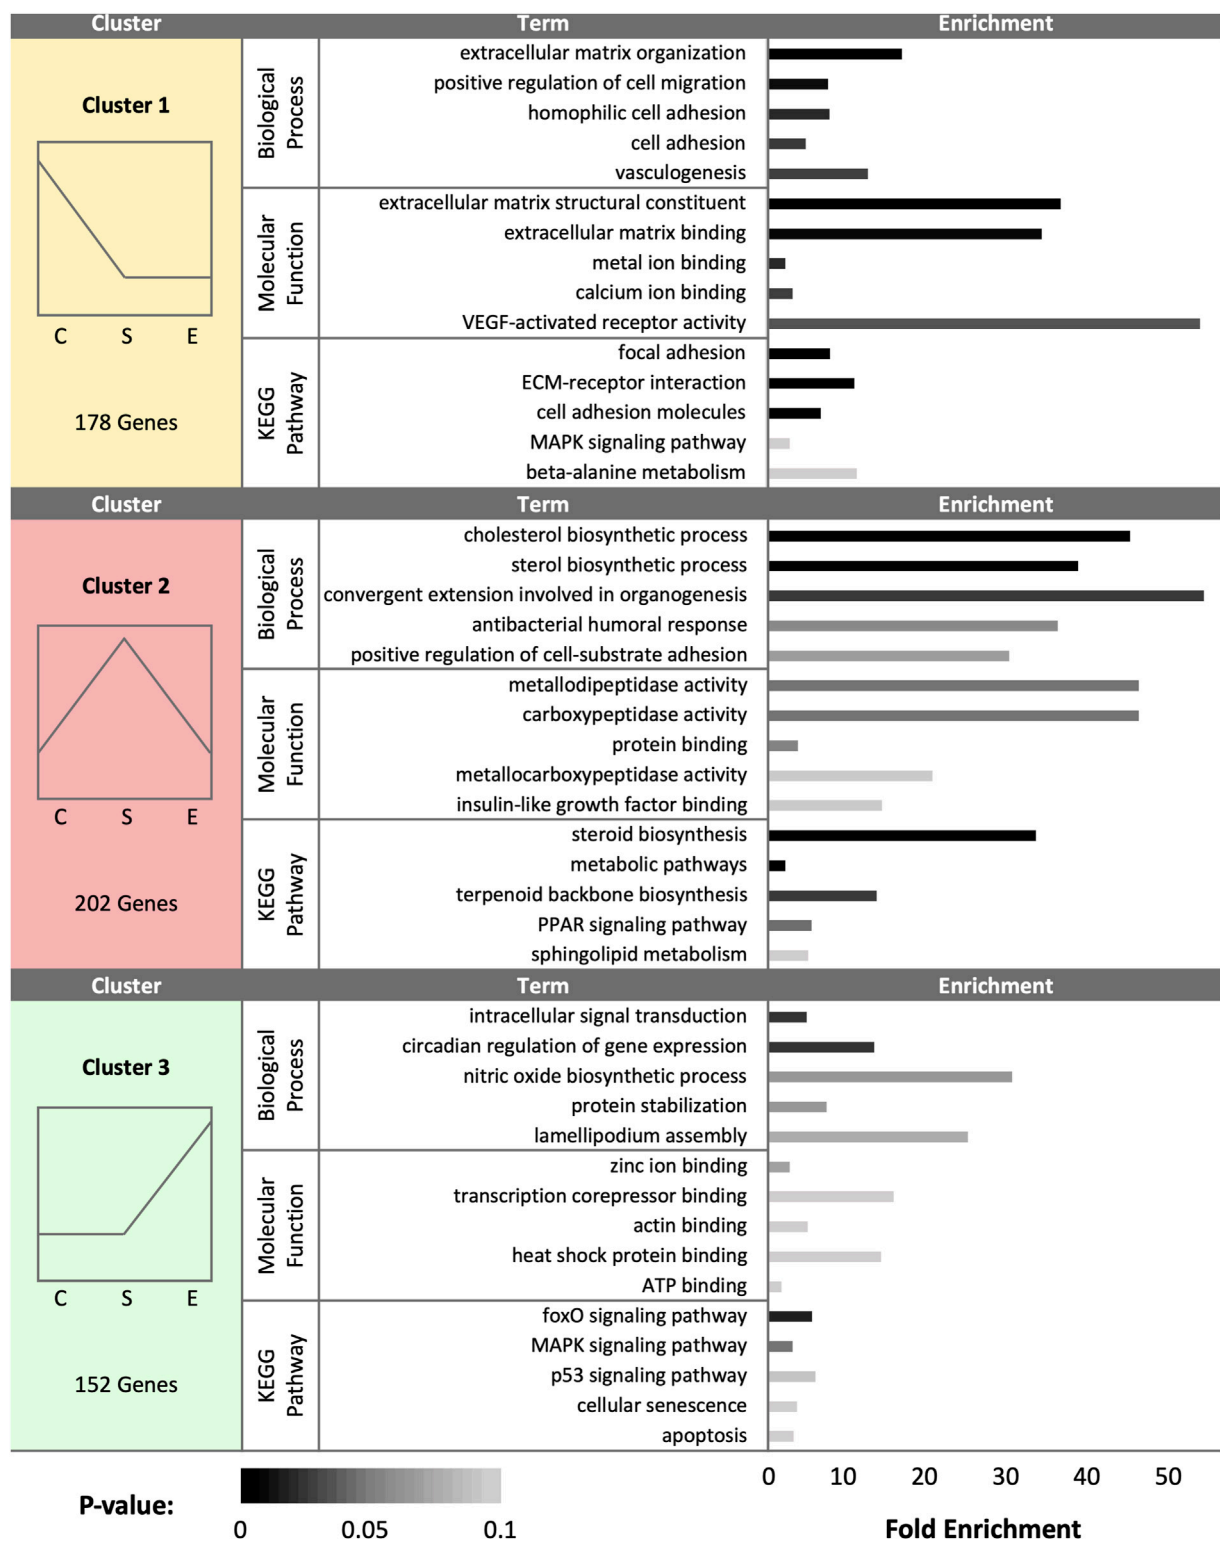 Cluster Term Enrichment
Cluster 1
C S E
178 Genes
Biological
Process
extracellular matrix organization
positive regulation of cell migration
homophilic cell adhesion
cell adhesion
vasculogenesis
Molecular
Function
extracellular matrix structural constituent
extracellular matrix binding
metal ion binding
calcium ion binding
VEGF-activated receptor activity
KEGG
Pathway
focal adhesion
ECM-receptor interaction
cell adhesion molecules
MAPK signaling pathway
beta-alanine metabolism
Cluster Term Enrichment
Cluster 2
C S E
202 Genes
Biological
Process
cholesterol biosynthetic process
sterol biosynthetic process
convergent extension involved in organogenesis
antibacterial humoral response
positive regulation of cell-substrate adhesion
Molecular
Function
metallodipeptidase activity
carboxypeptidase activity
protein binding
metallocarboxypeptidase activity
insulin-like growth factor binding
KEGG
Pathway
steroid biosynthesis
metabolic pathways
terpenoid backbone biosynthesis
PPAR signaling pathway
sphingolipid metabolism
Cluster Term Enrichment
Cluster 3
C S E
152 Genes
Biological
Process
intracellular signal transduction
circadian regulation of gene expression
nitric oxide biosynthetic process
protein stabilization
lamellipodium assembly
Molecular
Function
zinc ion binding
transcription corepressor binding
actin binding
heat shock protein binding
ATP binding
KEGG
Pathway
foxO signaling pathway
MAPK signaling pathway
p53 signaling pathway
cellular senescence
apoptosis
P-value:
0 0.05 0.1
0 10 20 30 40 50
Fold Enrichment